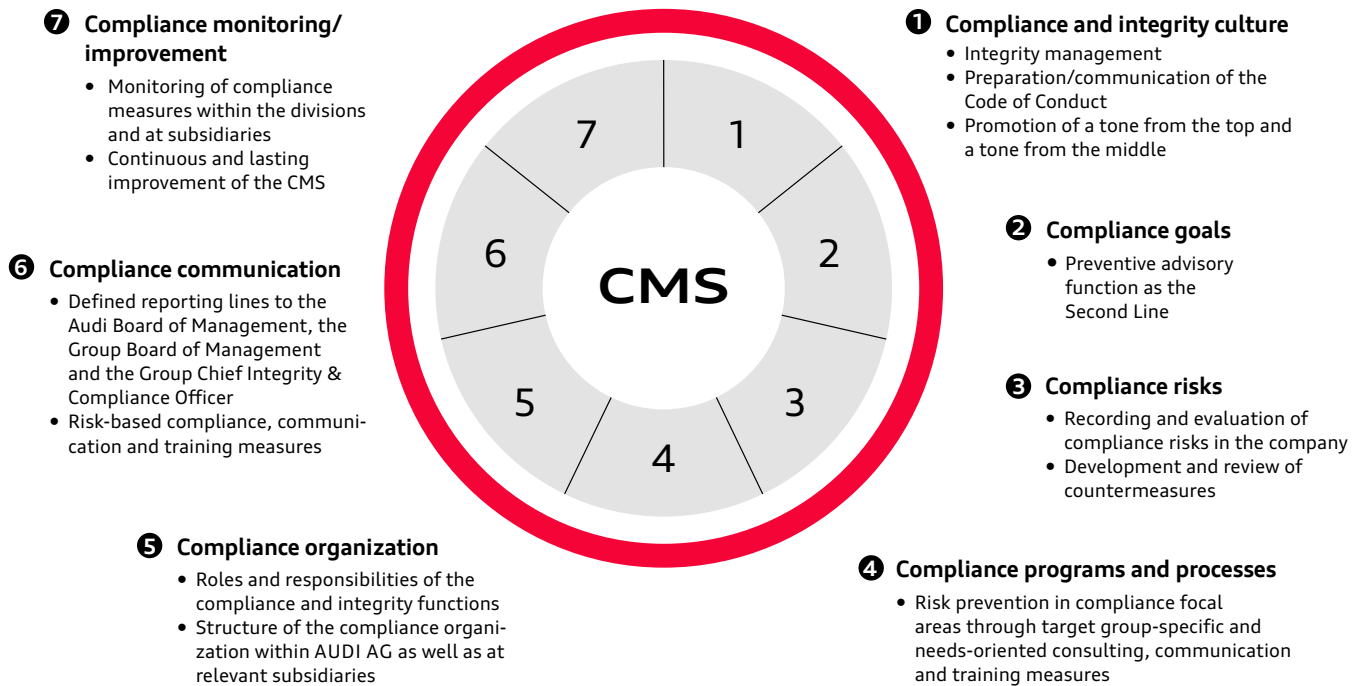 ❶ Compliance and integrity culture
• Integrity management
• Preparation/communication of the
Code of Conduct
• Promotion of a tone from the top and
a tone from the middle
❷ Compliance goals
• Preventive advisory
function as the
Second Line
❸ Compliance risks
• Recording and evaluation of
compliance risks in the company
• Development and review of
countermeasures
❹ Compliance programs and processes
• Risk prevention in compliance focal
areas through target group-specific and
needs-oriented consulting, communication
and training measures
❺ Compliance organization
• Roles and responsibilities of the
compliance and integrity functions
• Structure of the compliance organi-
zation within AUDI AG as well as at
relevant subsidiaries
❻ Compliance communication
• Defined reporting lines to the
Audi Board of Management, the
Group Board of Management
and the Group Chief Integrity &
Compliance Officer
• Risk-based compliance, communi-
cation and training measures
❼ Compliance monitoring/
improvement
• Monitoring of compliance
measures within the divisions
and at subsidiaries
• Continuous and lasting
improvement of the CMS
1
2
3
4
5
6
7
CMS